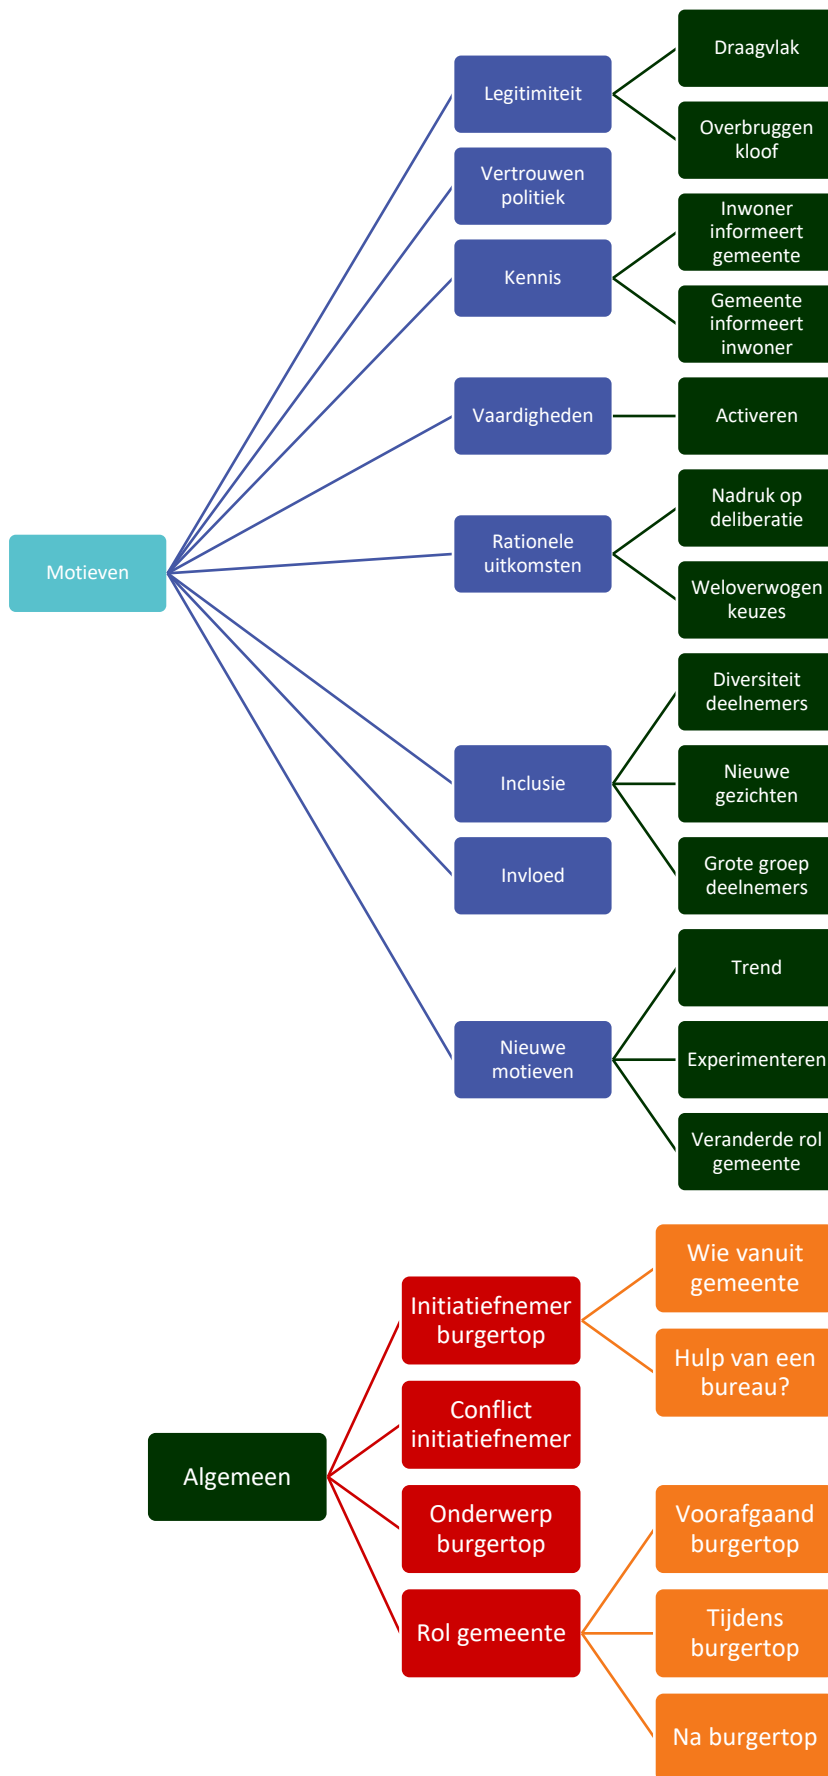 Motieven
Legitimiteit
Draagvlak
Overbruggen
kloof
Vertrouwen
politiek
Kennis
Inwoner
informeert
gemeente
Gemeente
informeert
inwoner
Vaardigheden
Activeren
Rationele
uitkomsten
Nadruk op
deliberatie
Weloverwogen
keuzes
Inclusie
Diversiteit
deelnemers
Nieuwe
gezichten
Grote groep
deelnemers
Invloed
Nieuwe
motieven
Trend
Experimenteren
Veranderde rol
gemeente
Algemeen
Initiatiefnemer
burgertop
Wie vanuit
gemeente
Hulp van een
bureau?
Conflict
initiatiefnemer
Onderwerp
burgertop
Rol gemeente
Voorafgaand
burgertop
Tijdens
burgertop
Na burgertop